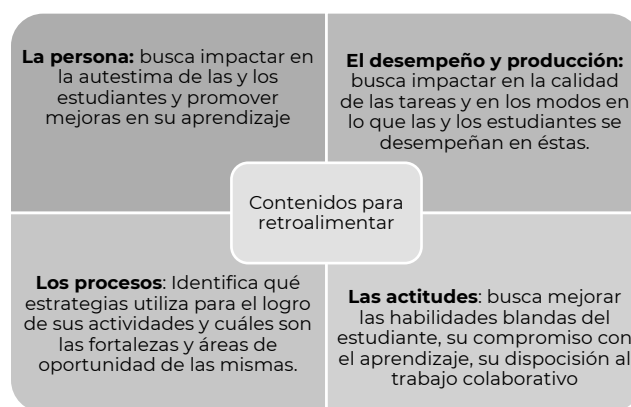 La persona: busca impactar en
la autestima de las y los
estudiantes y promover
mejoras en su aprendizaje
El desempeño y producción:
busca impactar en la calidad
de las tareas y en los modos en
lo que las y los estudiantes se
desempeñan en éstas.
Contenidos para
retroalimentar
Los procesos: Identifica qué
estrategias utiliza para el logro
de sus actividades y cuáles son
las fortalezas y áreas de
oportunidad de las mismas.
Las actitudes: busca mejorar
las habilidades blandas del
estudiante, su compromiso con
el aprendizaje, su dispocisión al
trabajo colaborativo